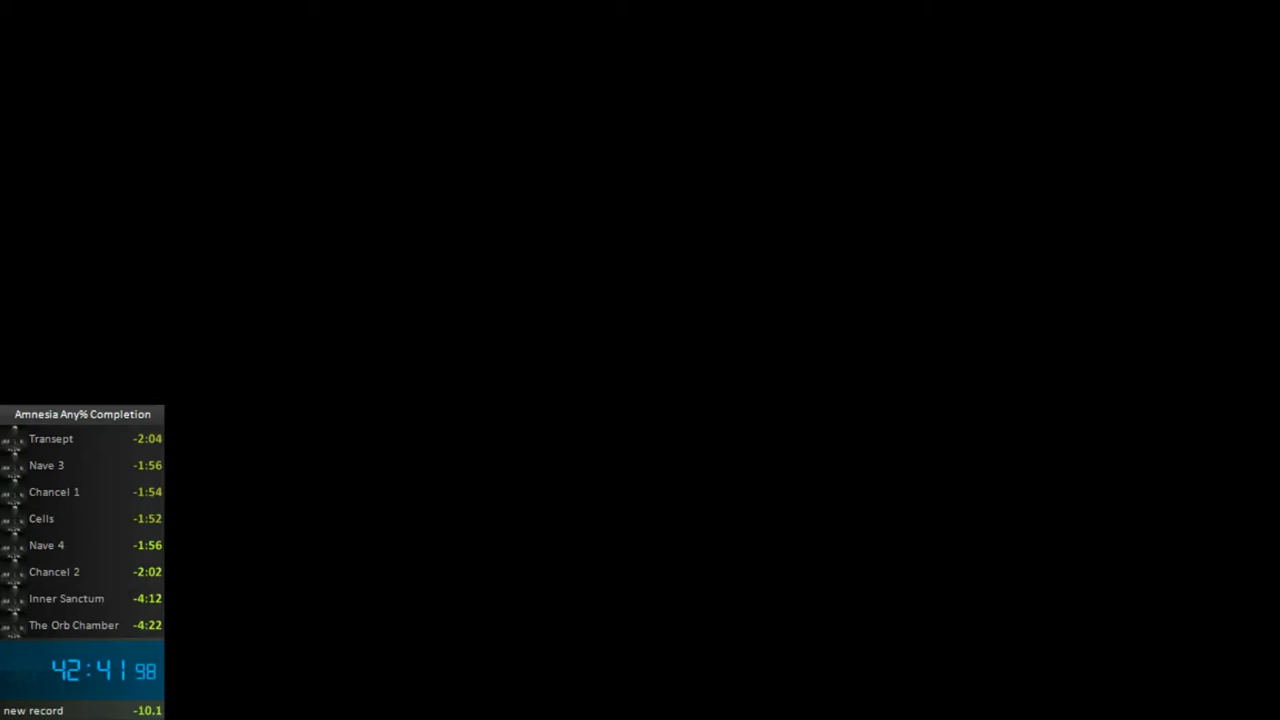 Amnesia Any% Completion
Transept -2:04
Nave 3 -1:56
Chancel 1 -1:54
Cells -1:52
Nave 4 -1:56
Chancel 2 -2:02
Inner Sanctum -4:12
The Orb Chamber -4:22
42:41 98
new record -10.1